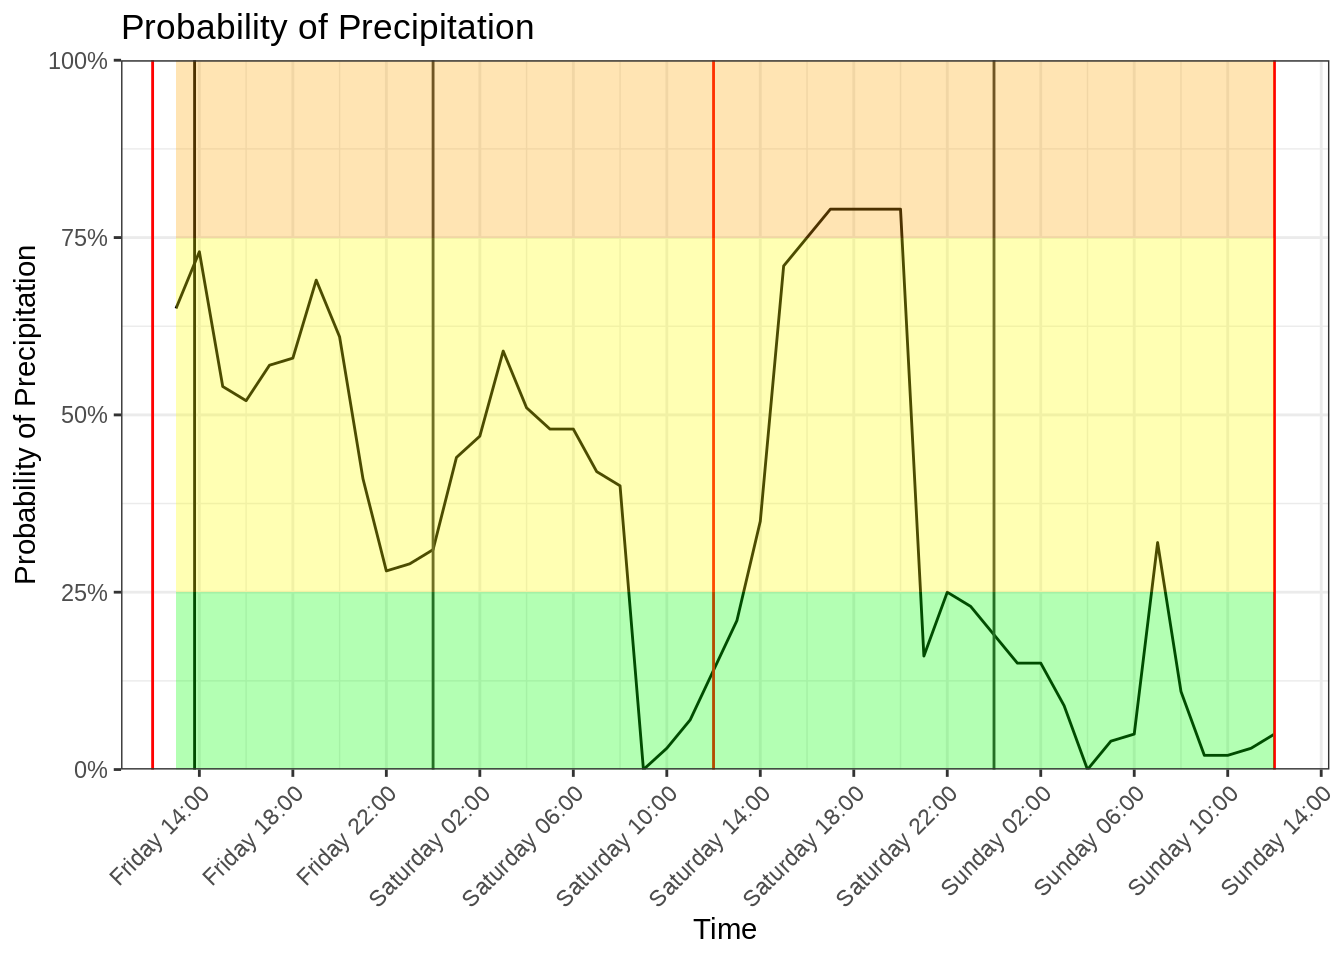 Probability of Precipitation
Probability of Precipitation
100%
75%
50%
25%
0%
Friday 14:00
Friday 18:00
Friday 22:00
Saturday 02:00
Saturday 06:00
Saturday 10:00
Saturday 14:00
Saturday 18:00
Saturday 22:00
Sunday 02:00
Sunday 06:00
Sunday 10:00
Sunday 14:00
Time